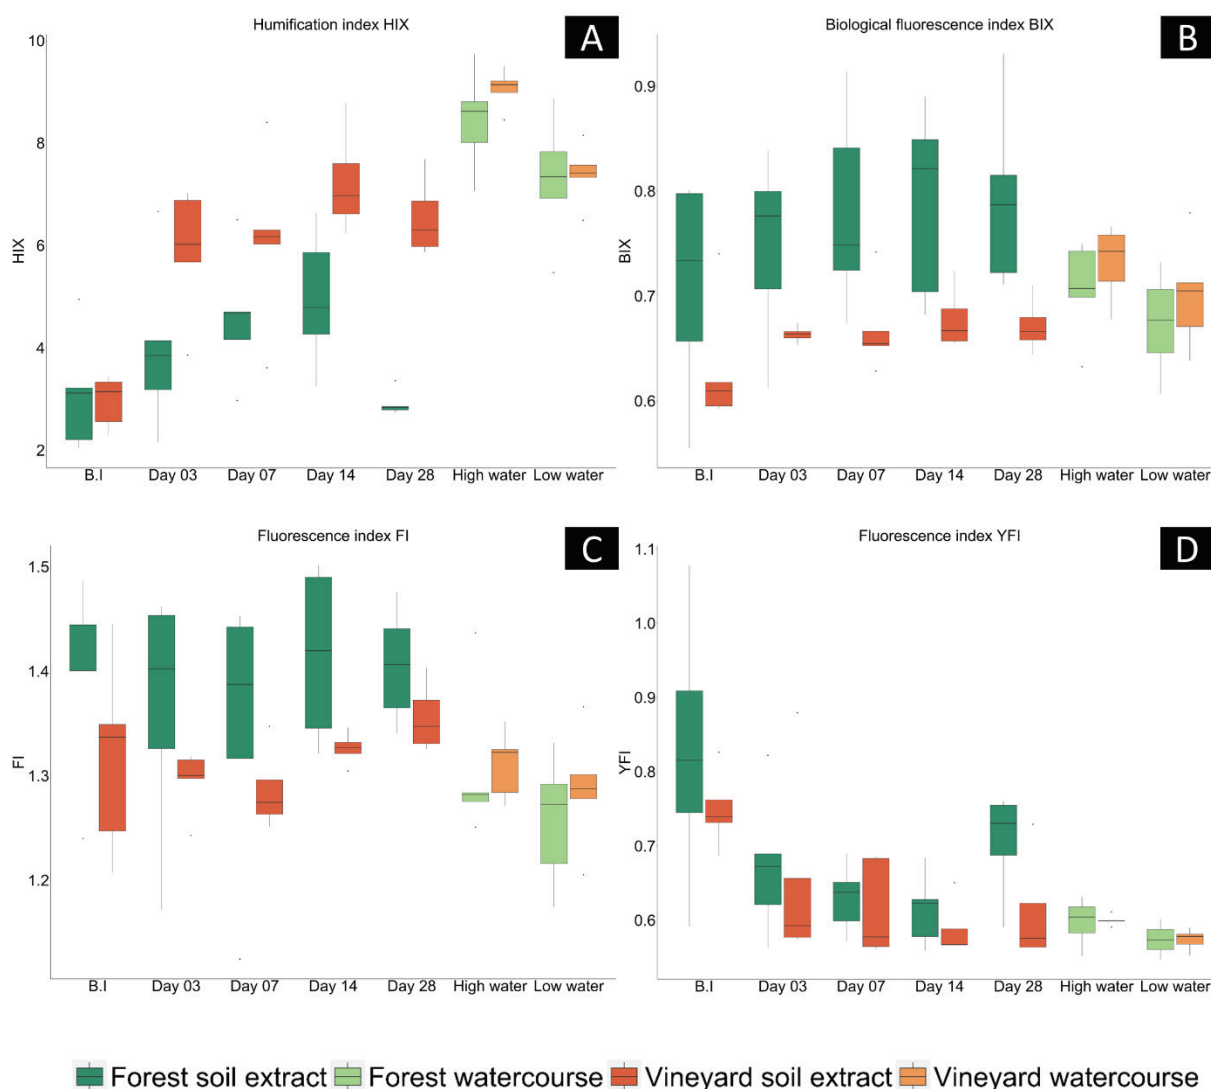 Humification index HIX
A
10
8
6
4
2
HIX
B.I Day 03 Day 07 Day 14 Day 28 High water Low water
Biological fluorescence index BIX
B
0.9
0.8
0.7
0.6
BIX
B.I Day 03 Day 07 Day 14 Day 28 High water Low water
Fluorescence index FI
C
1.5
1.4
1.3
1.2
FI
B.I Day 03 Day 07 Day 14 Day 28 High water Low water
Fluorescence index YFI
D
1.1
1.0
0.9
0.8
0.7
0.6
YFI
B.I Day 03 Day 07 Day 14 Day 28 High water Low water
Forest soil extract Forest watercourse Vineyard soil extract Vineyard watercourse